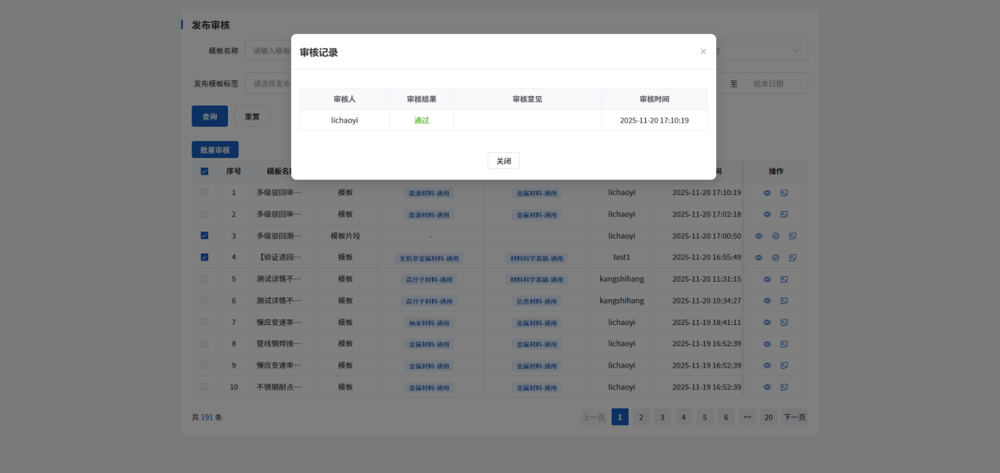 发布审核
模板名称 请输入模板
发布模板标签 请选择发布 至 结束日期
查询 重置
批量审核
审核记录
审核人 审核结果 审核意见 审核时间
lichaoyi 通过 2025-11-20 17:10:19
关闭
序号 模板名 间 操作
1 多级驳回审… 模板 能源材料-通用 金属材料-通用 lichaoyi 2025-11-20 17:10:19
2 多级驳回审… 模板 能源材料-通用 金属材料-通用 lichaoyi 2025-11-20 17:02:18
3 多级驳回测… 模板片段 - lichaoyi 2025-11-20 17:00:50
4 【验证退回… 模板 无机非金属材料-通用 材料科学基础-通用 test1 2025-11-20 16:55:49
5 测试详情不… 模板 高分子材料-通用 材料科学基础-通用 kangshihang 2025-11-20 11:31:15
6 测试详情不… 模板 高分子材料-通用 信息材料-通用 kangshihang 2025-11-20 10:34:27
7 慢应变速率… 模板 纳米材料-通用 金属材料-通用 lichaoyi 2025-11-19 18:41:11
8 管线钢焊接… 模板 金属材料-通用 金属材料-通用 lichaoyi 2025-11-19 16:52:39
9 慢应变速率… 模板 金属材料-通用 金属材料-通用 lichaoyi 2025-11-19 16:52:39
10 不锈钢耐点… 模板 金属材料-通用 金属材料-通用 lichaoyi 2025-11-19 16:52:39
共 191 条 上一页 1 2 3 4 5 6 … 20 下一页